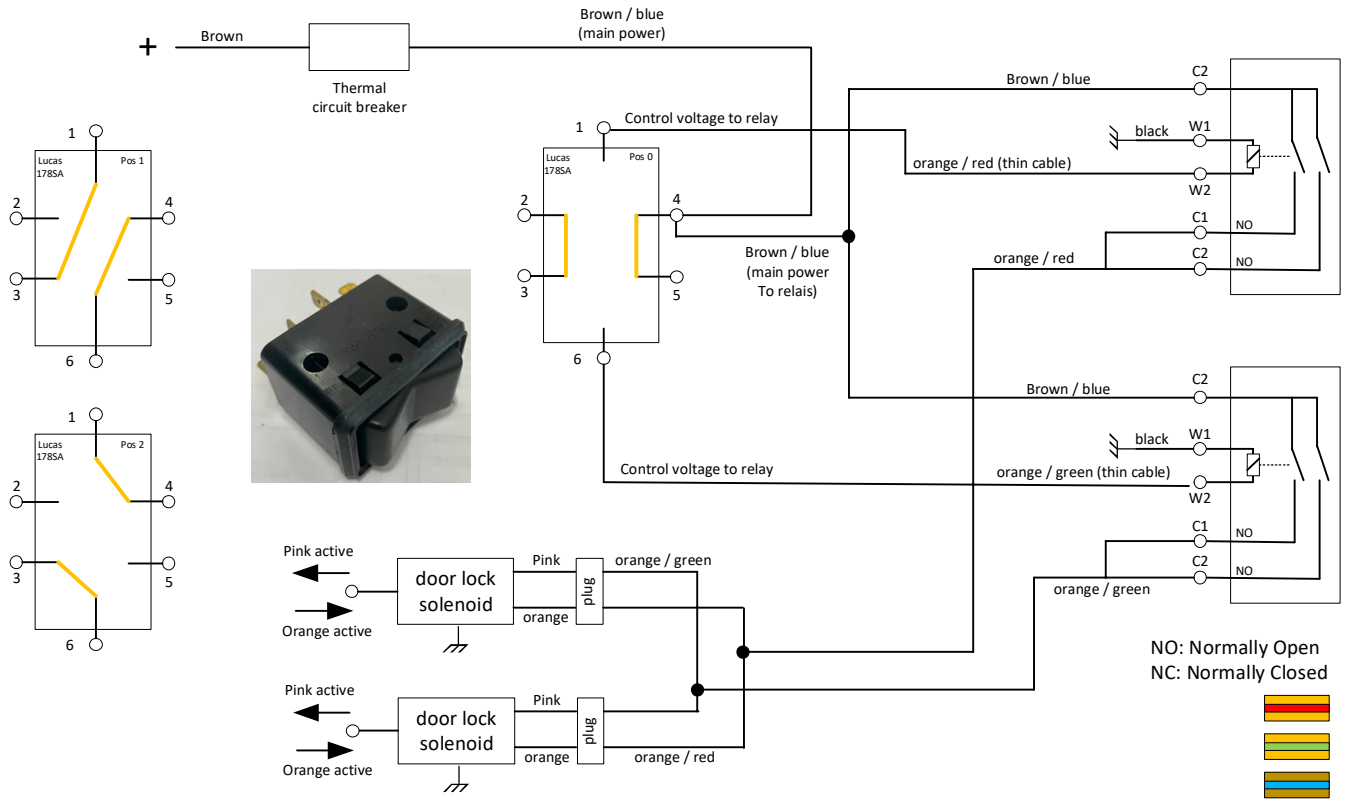 Brown / blue
(main power)
+
Brown
Thermal
circuit breaker
1
Lucas
178SA
Pos 1
2
4
3
5
6
1
Lucas
178SA
Pos 2
2
4
3
5
6
Control voltage to relay
1
Lucas
178SA
Pos 0
2
4
3
5
6
Brown / blue
(main power
To relais)
Brown / blue
C2
black
W1
orange / red (thin cable)
W2
C1
NO
orange / red
C2
NO
Brown / blue
C2
black
W1
Control voltage to relay
orange / green (thin cable)
W2
C1
NO
C2
NO
orange / green
Pink active
Orange active
door lock
solenoid
Pink
orange
plug
orange / green
Pink active
Orange active
door lock
solenoid
Pink
orange
plug
orange / red
NO: Normally Open
NC: Normally Closed